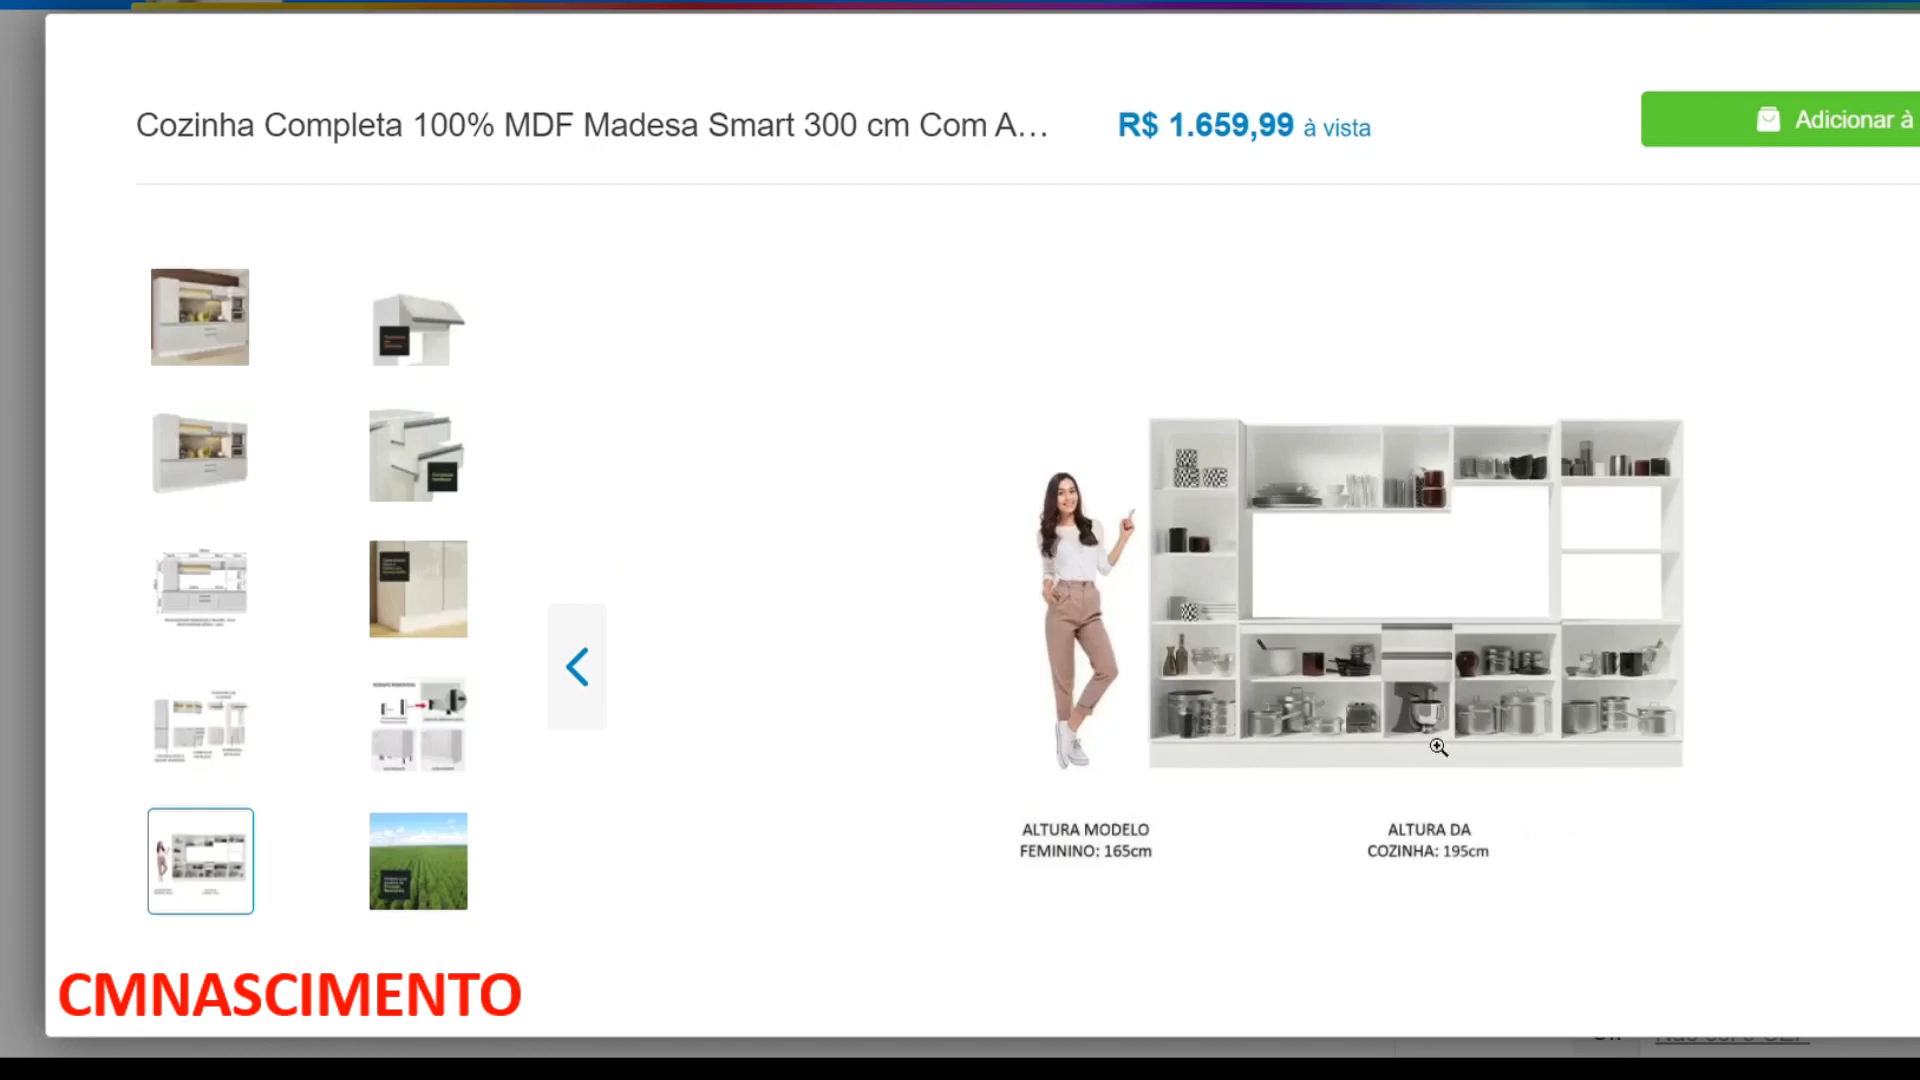 Cozinha Completa 100% MDF Madesa Smart 300 cm Com A...
R$ 1.659,99 à vista
Adicionar à
ALTURA MODELO
FEMININO: 165cm
ALTURA DA
COZINHA: 195cm
CMNASCIMENTO